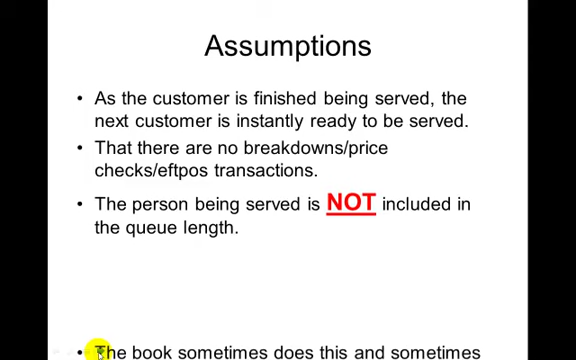 Assumptions
• As the customer is finished being served, the
next customer is instantly ready to be served.
• That there are no breakdowns/price
checks/eftpos transactions.
• The person being served is NOT included in
the queue length.
• The book sometimes does this and sometimes